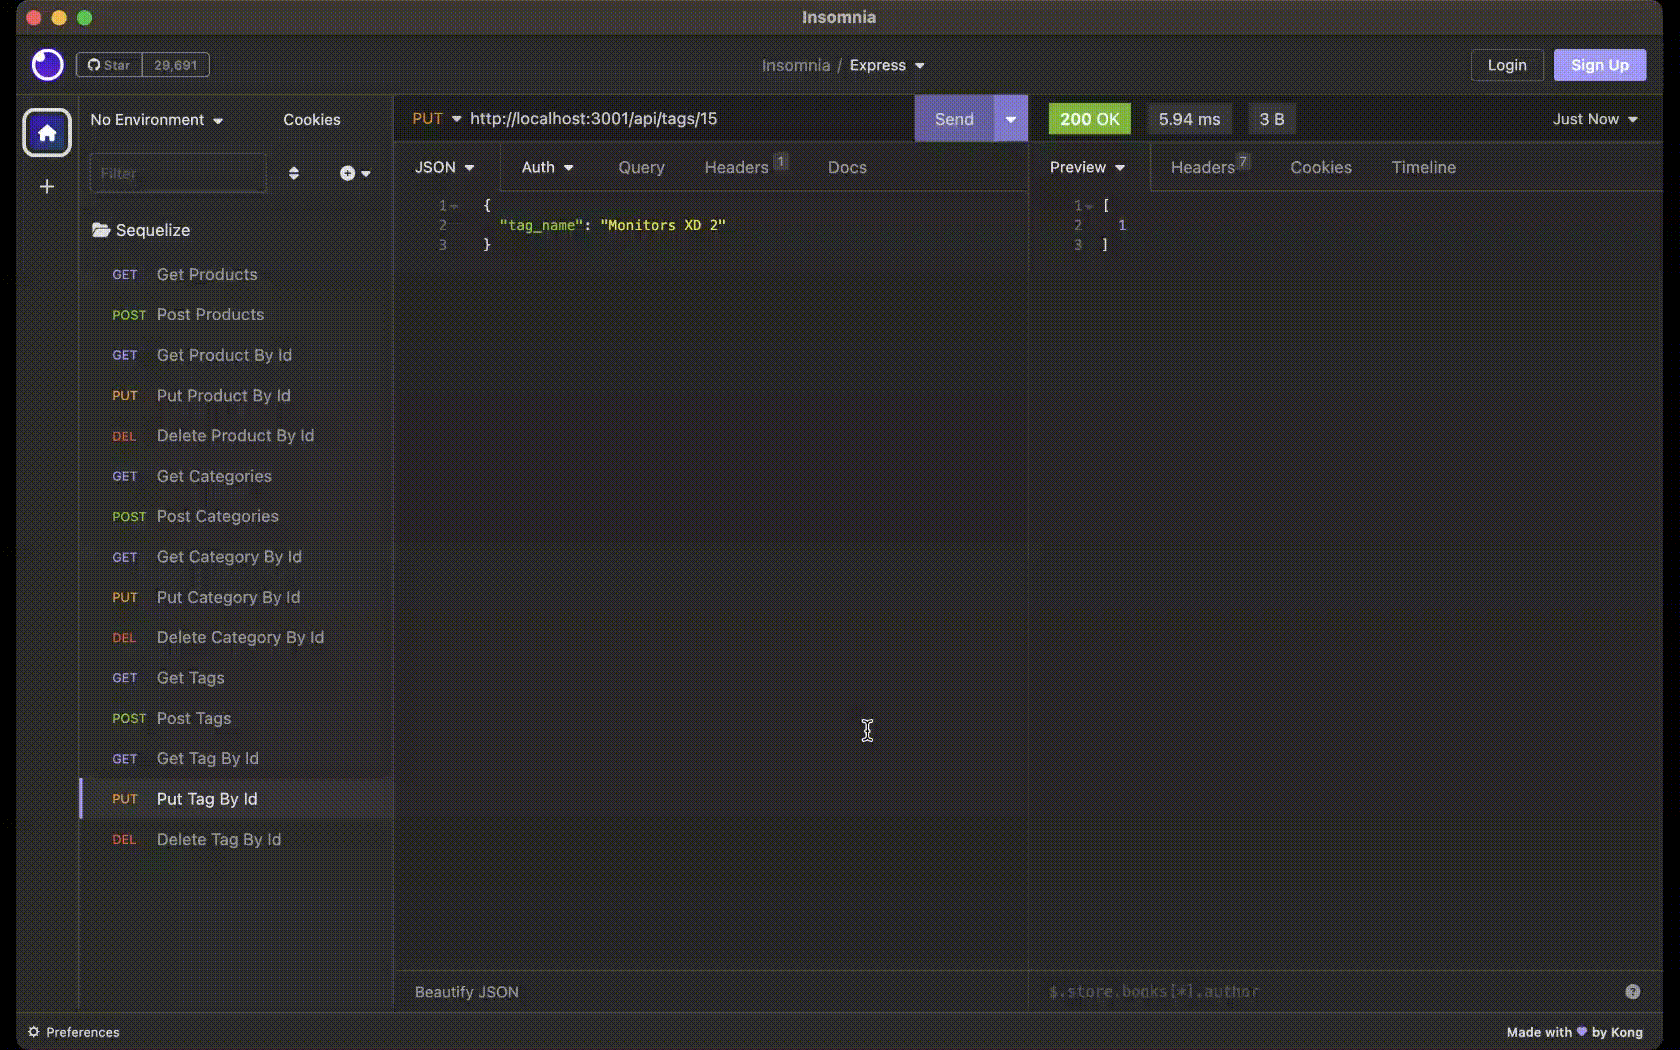 Insomnia
Star 29,691
Insomnia / Express
Login
Sign Up
No Environment
Cookies
Filter
Sequelize
GET Get Products
POST Post Products
GET Get Product By Id
PUT Put Product By Id
DEL Delete Product By Id
GET Get Categories
POST Post Categories
GET Get Category By Id
PUT Put Category By Id
DEL Delete Category By Id
GET Get Tags
POST Post Tags
GET Get Tag By Id
PUT Put Tag By Id
DEL Delete Tag By Id
PUT http://localhost:3001/api/tags/15 Send
JSON Auth Query Headers 1 Docs
1 {
2 "tag_name": "Monitors XD 2"
3 }
Beautify JSON
200 OK 5.94 ms 3 B Just Now
Preview Headers 7 Cookies Timeline
1 [
2 1
3 ]
$.store.books[*].author ?
Preferences
Made with ♥ by Kong